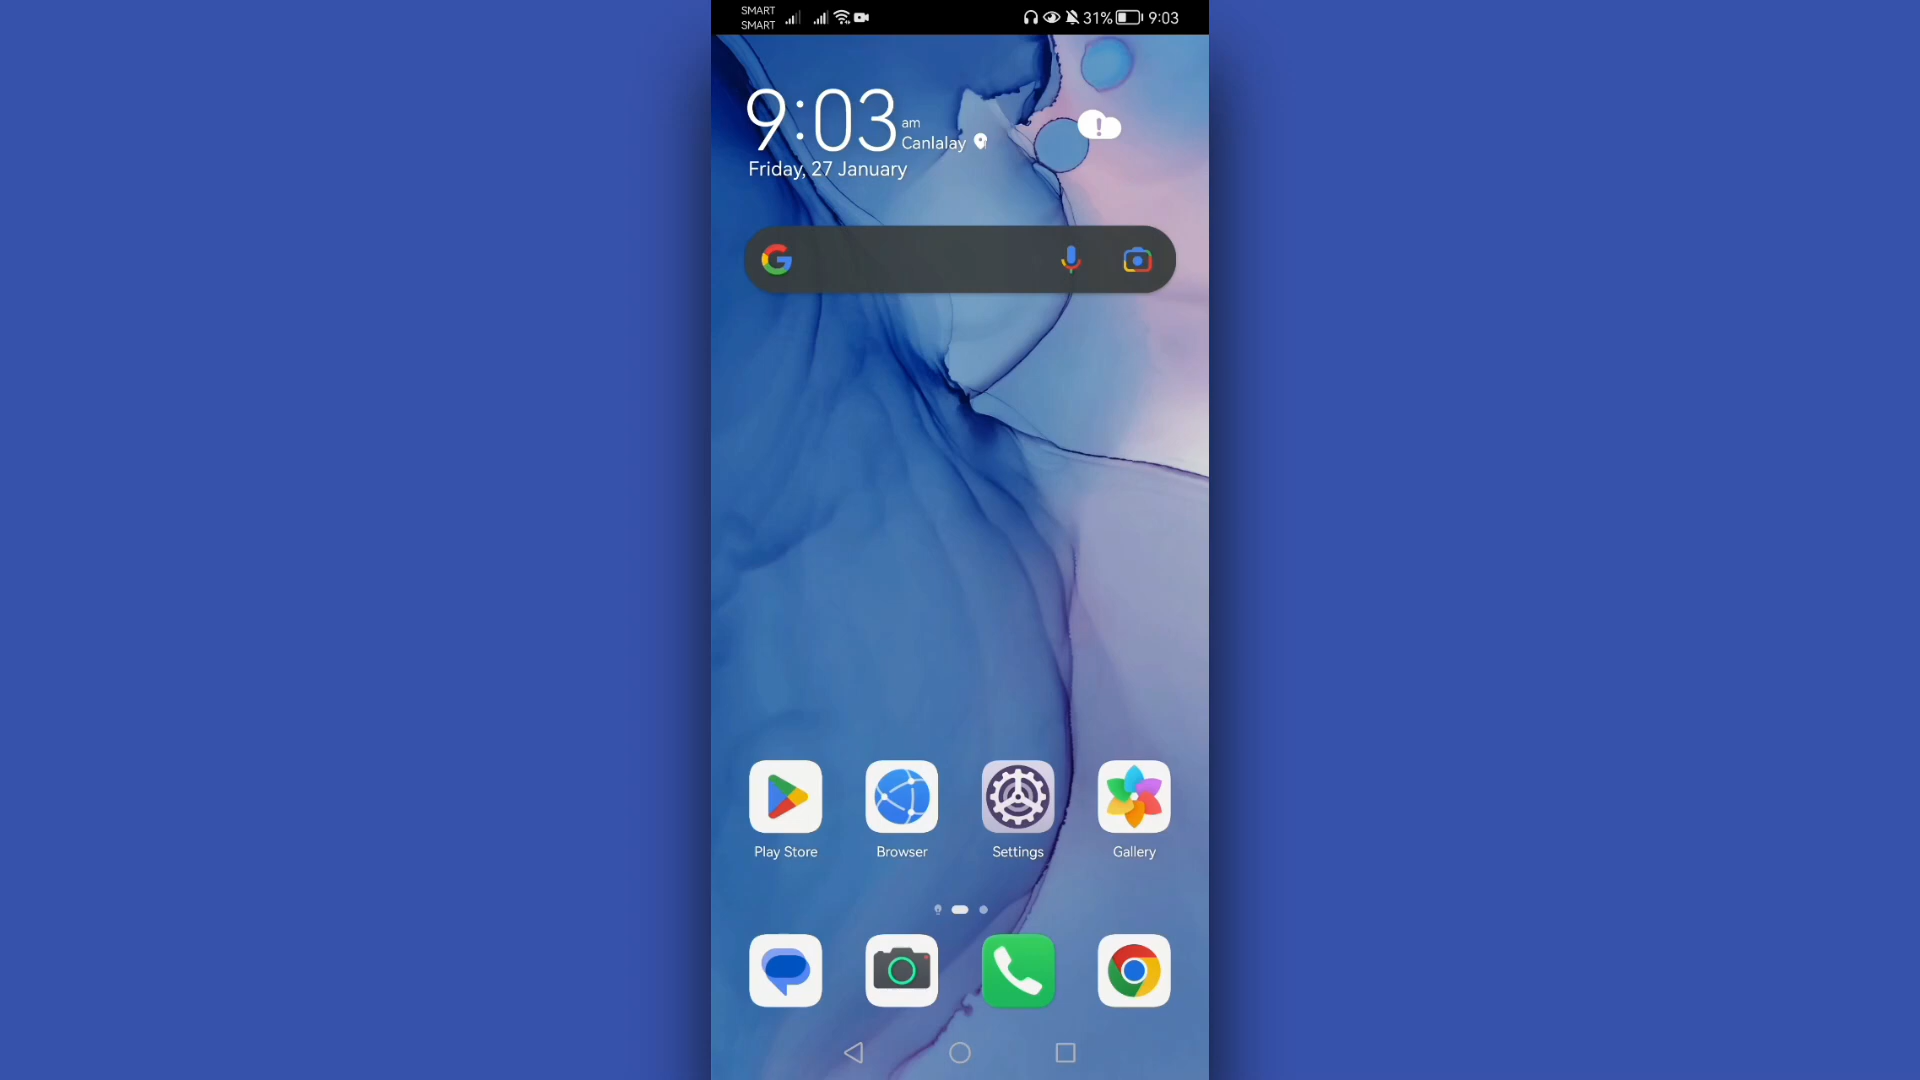 SMART
SMART
31% 9:03
9:03 am
Canlalay
Friday, 27 January
Play Store Browser Settings Gallery